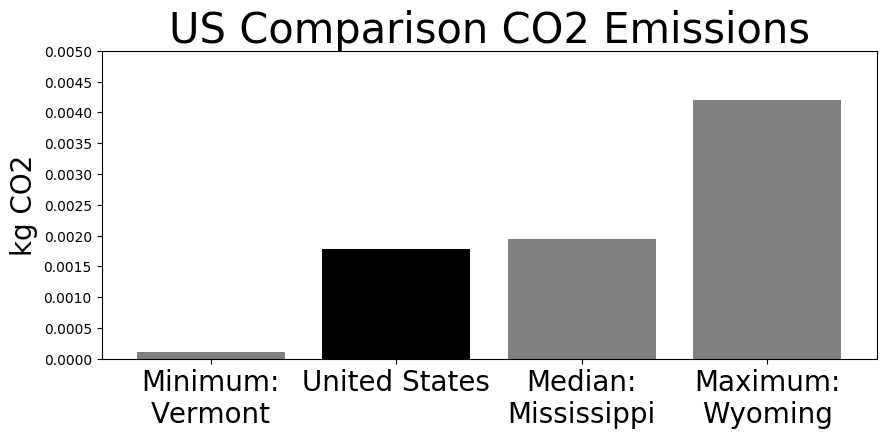 US Comparison CO2 Emissions
kg CO2
0.0050
0.0045
0.0040
0.0035
0.0030
0.0025
0.0020
0.0015
0.0010
0.0005
0.0000
Minimum: United States Median: Maximum:
Vermont Mississippi Wyoming